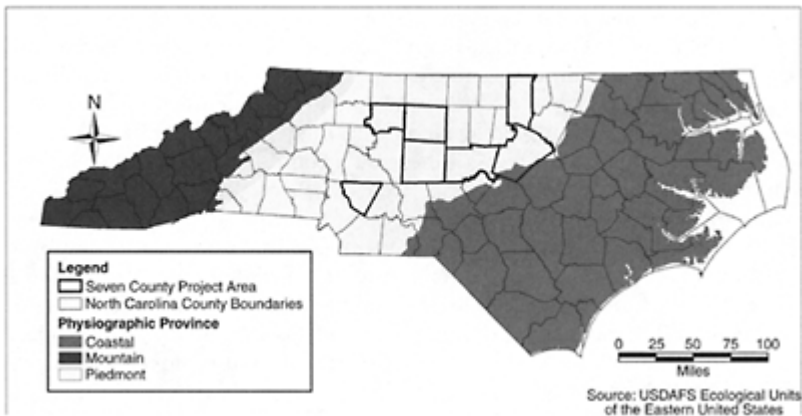 N
Legend
Seven County Project Area
North Carolina County Boundaries
Physiographic Province
Coastal
Mountain
Piedmont
0 25 50 75 100
Miles
Source: USDAFS Ecological Units
of the Eastern United States